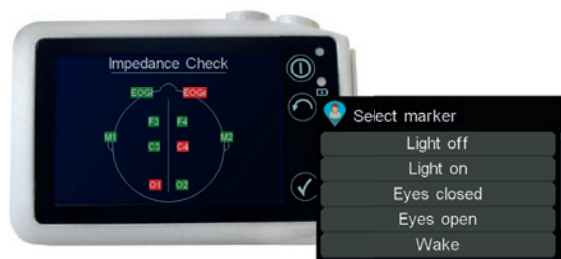 Impedance Check
EOGl EOGr
F3 F4
M1 M2
C3 C4
O1 O2
Select marker
Light off
Light on
Eyes closed
Eyes open
Wake